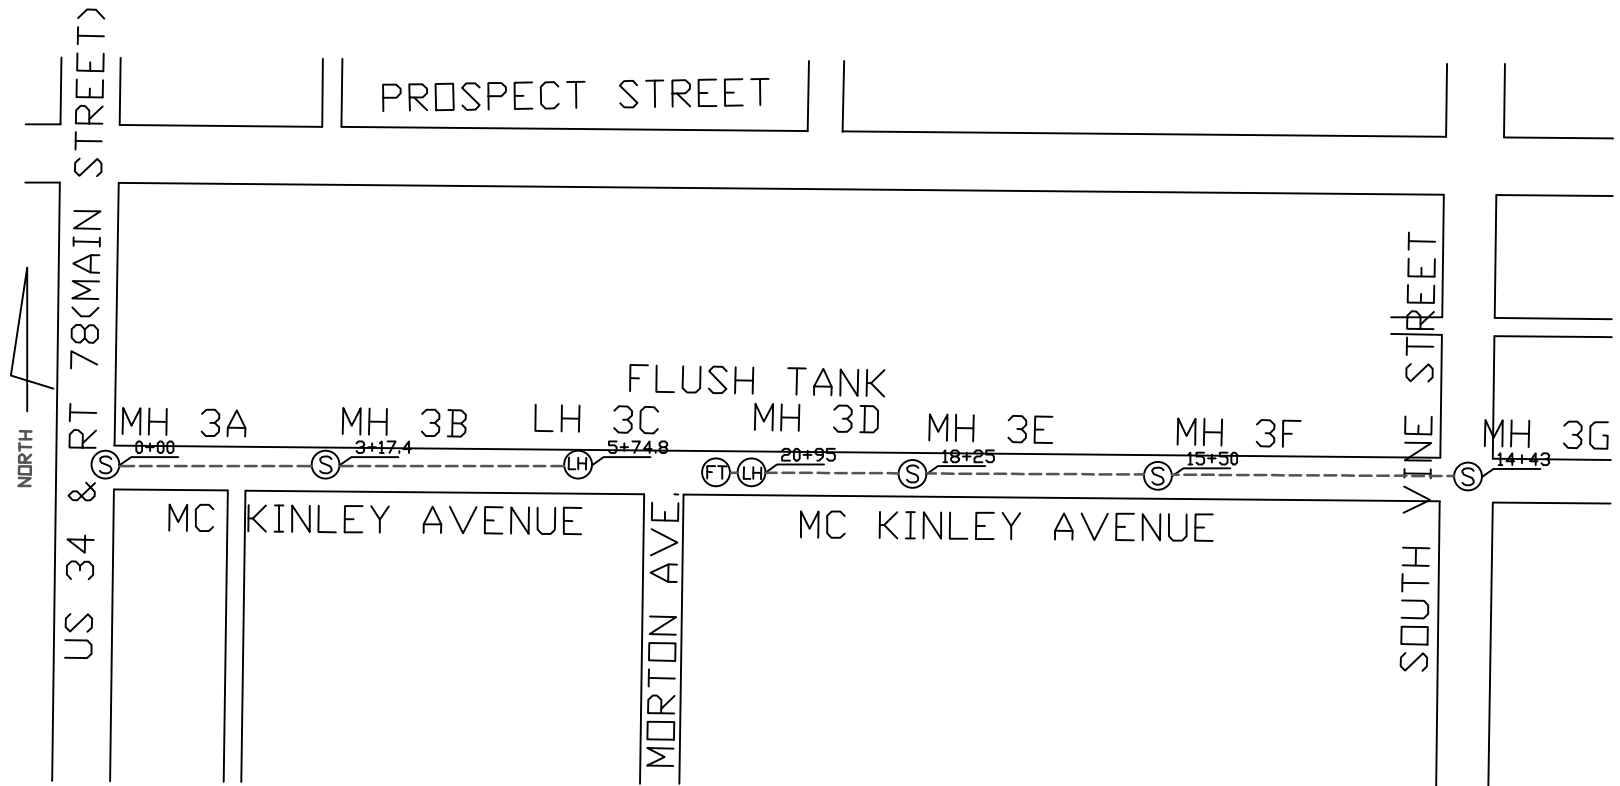 PROSPECT STREET
US 34 & RT 78(MAIN STREET)
SOUTH VINE STREET
NORTH
FLUSH TANK
MH 3A
MH 3B
LH 3C
MH 3D
MH 3E
MH 3F
MH 3G
0+00
3+17.4
5+74.8
20+95
18+25
15+50
14+43
S
S
LH
FT
LH
S
S
S
MC KINLEY AVENUE
MC KINLEY AVENUE
MORTON AVE.